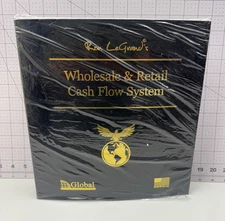 Ron LeGrand's
Wholesale & Retail
Cash Flow System
Global